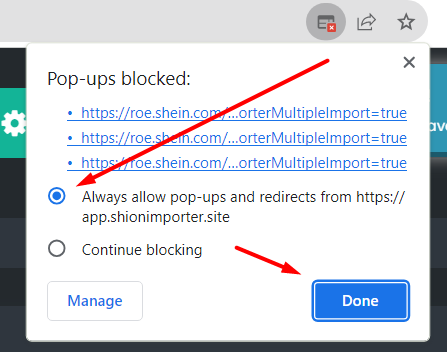 Pop-ups blocked:
• https://roe.shein.com/...orterMultipleImport=true
• https://roe.shein.com/...orterMultipleImport=true
• https://roe.shein.com/...orterMultipleImport=true
Always allow pop-ups and redirects from https://
app.shionimporter.site
Continue blocking
Manage
Done